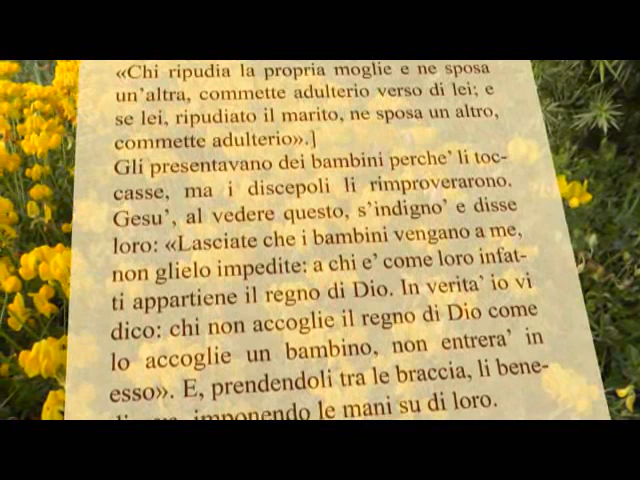 «Chi ripudia la propria moglie e ne sposa
un'altra, commette adulterio verso di lei; e
se lei, ripudiato il marito, ne sposa un altro,
commette adulterio».]
Gli presentavano dei bambini perche' li toc-
casse, ma i discepoli li rimproverarono.
Gesu', al vedere questo, s'indigno' e disse
loro: «Lasciate che i bambini vengano a me,
non glielo impedite: a chi e' come loro infat-
ti appartiene il regno di Dio. In verita' io vi
dico: chi non accoglie il regno di Dio come
lo accoglie un bambino, non entrera' in
esso». E, prendendoli tra le braccia, li bene-
imponendo le mani su di loro.